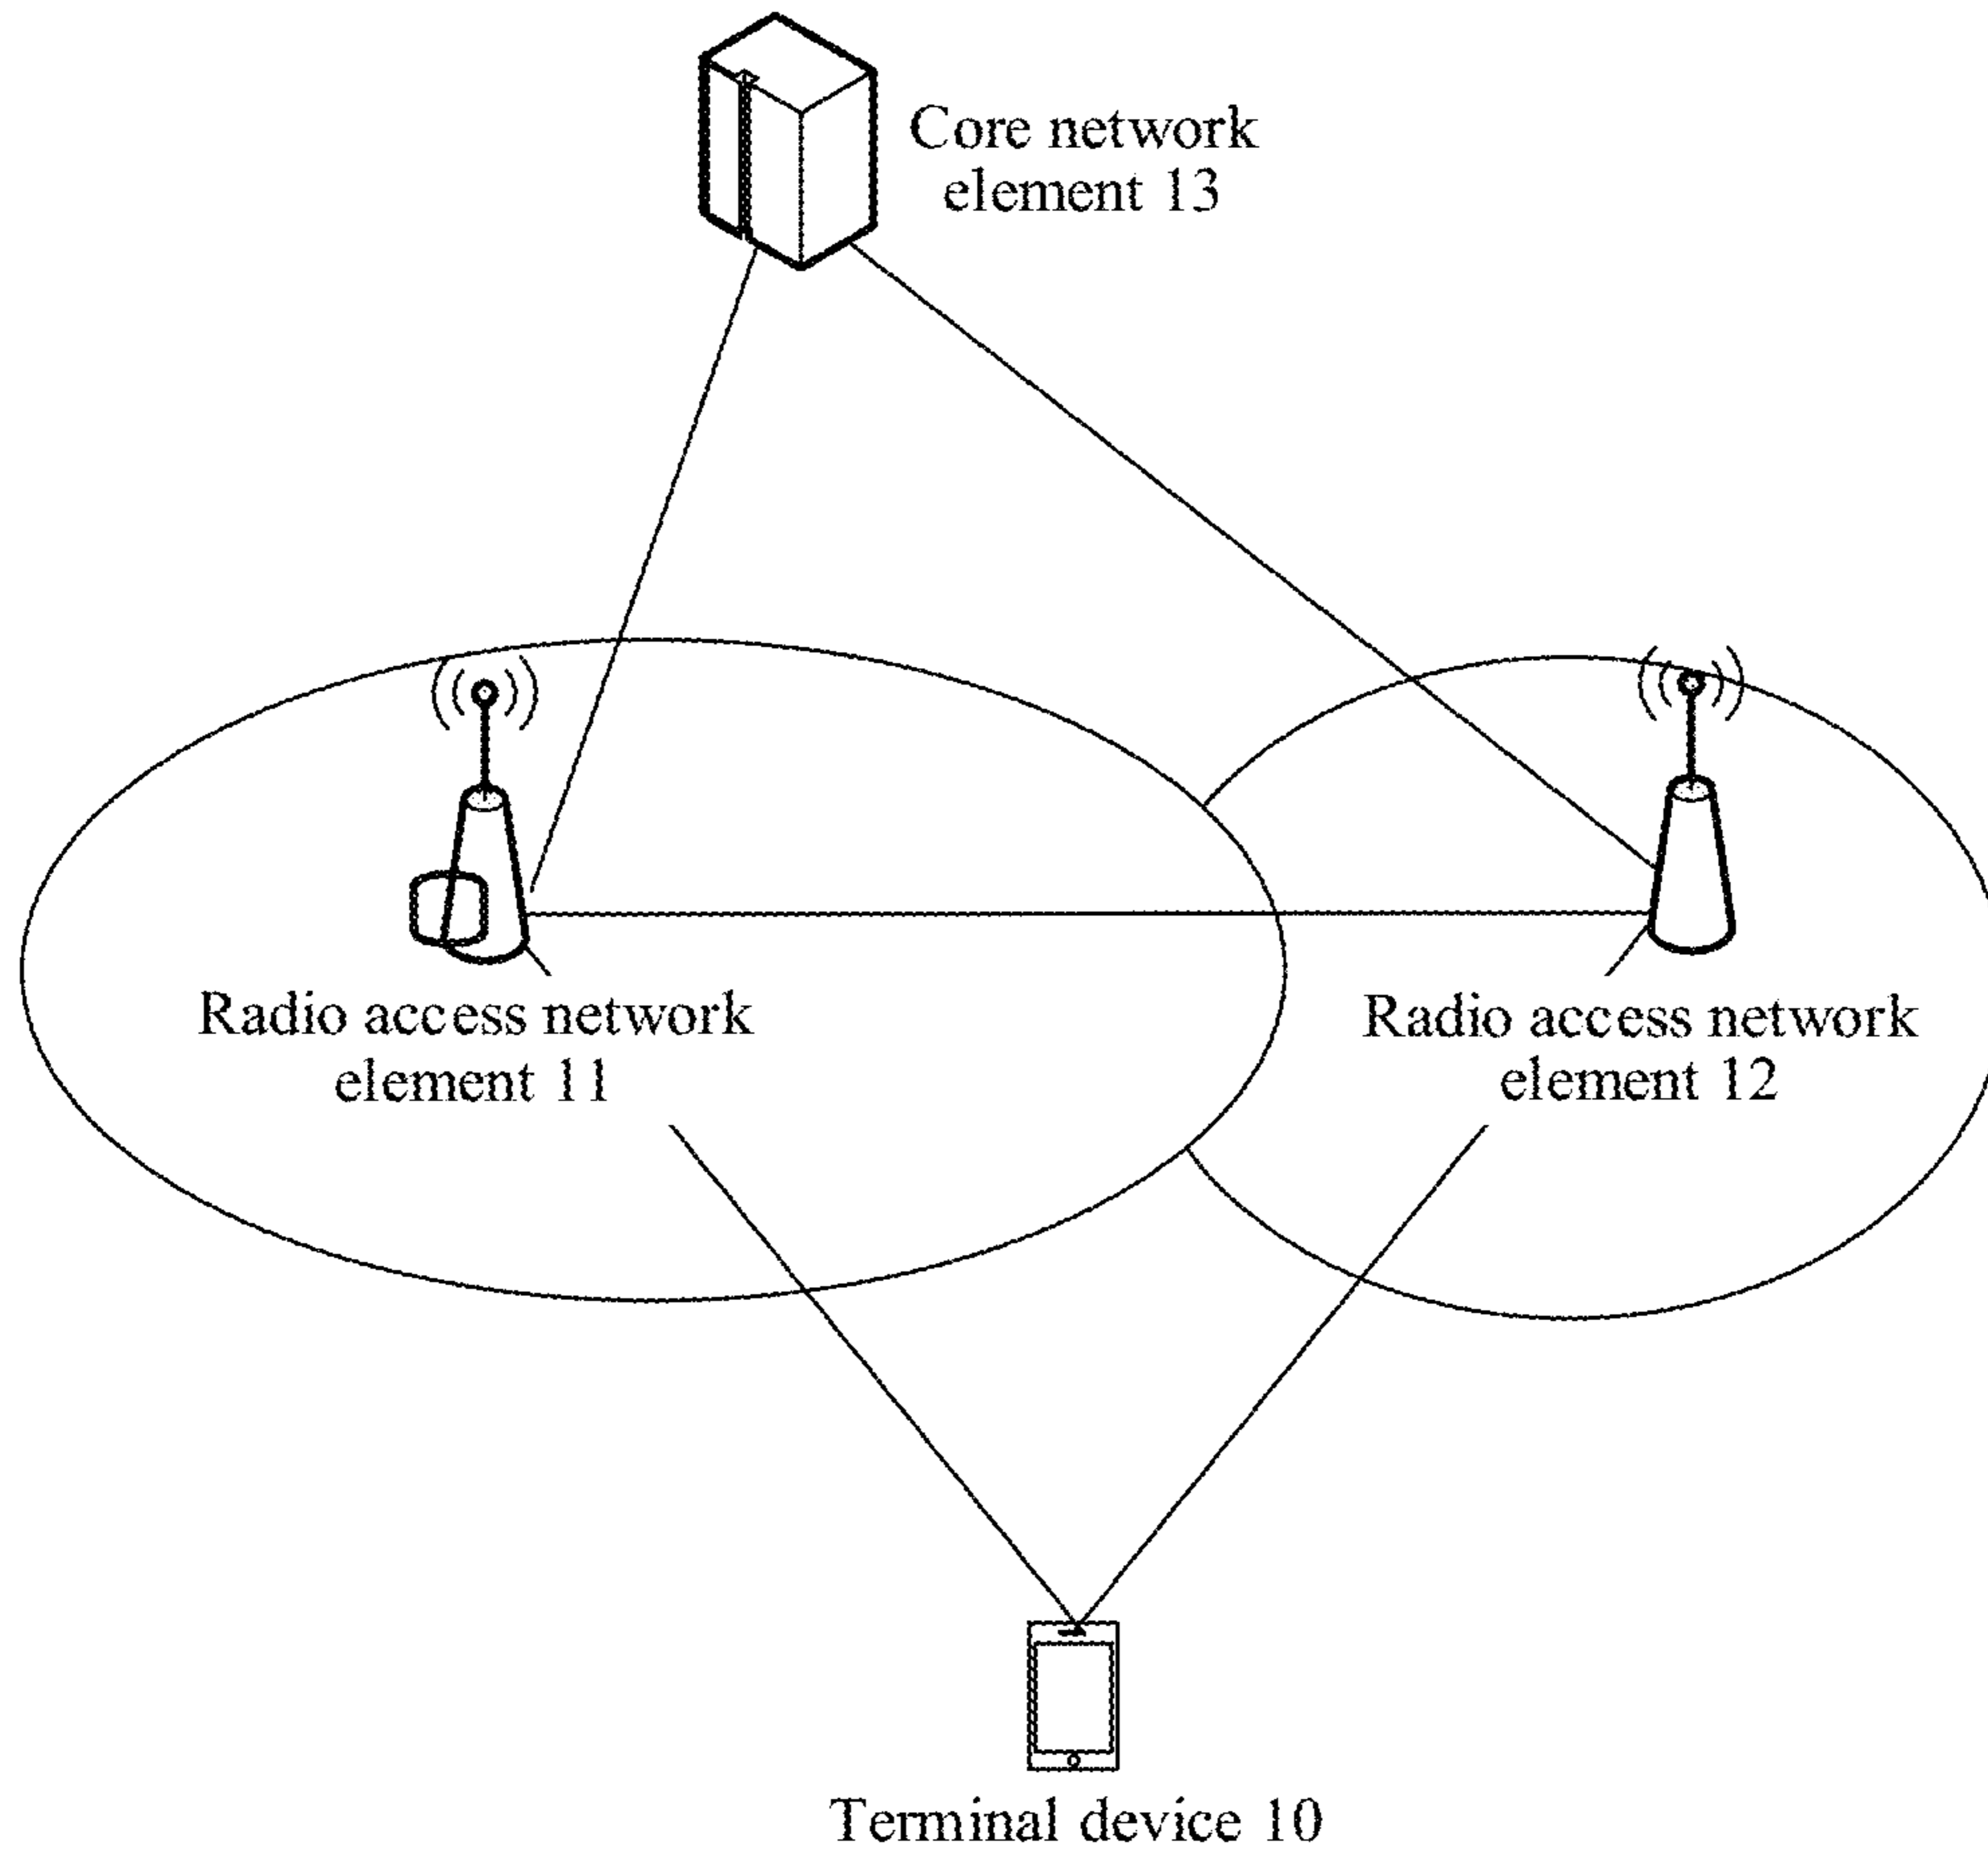 Core network
element 13
Radio access network
element 11
Radio access network
element 12
Terminal device 10